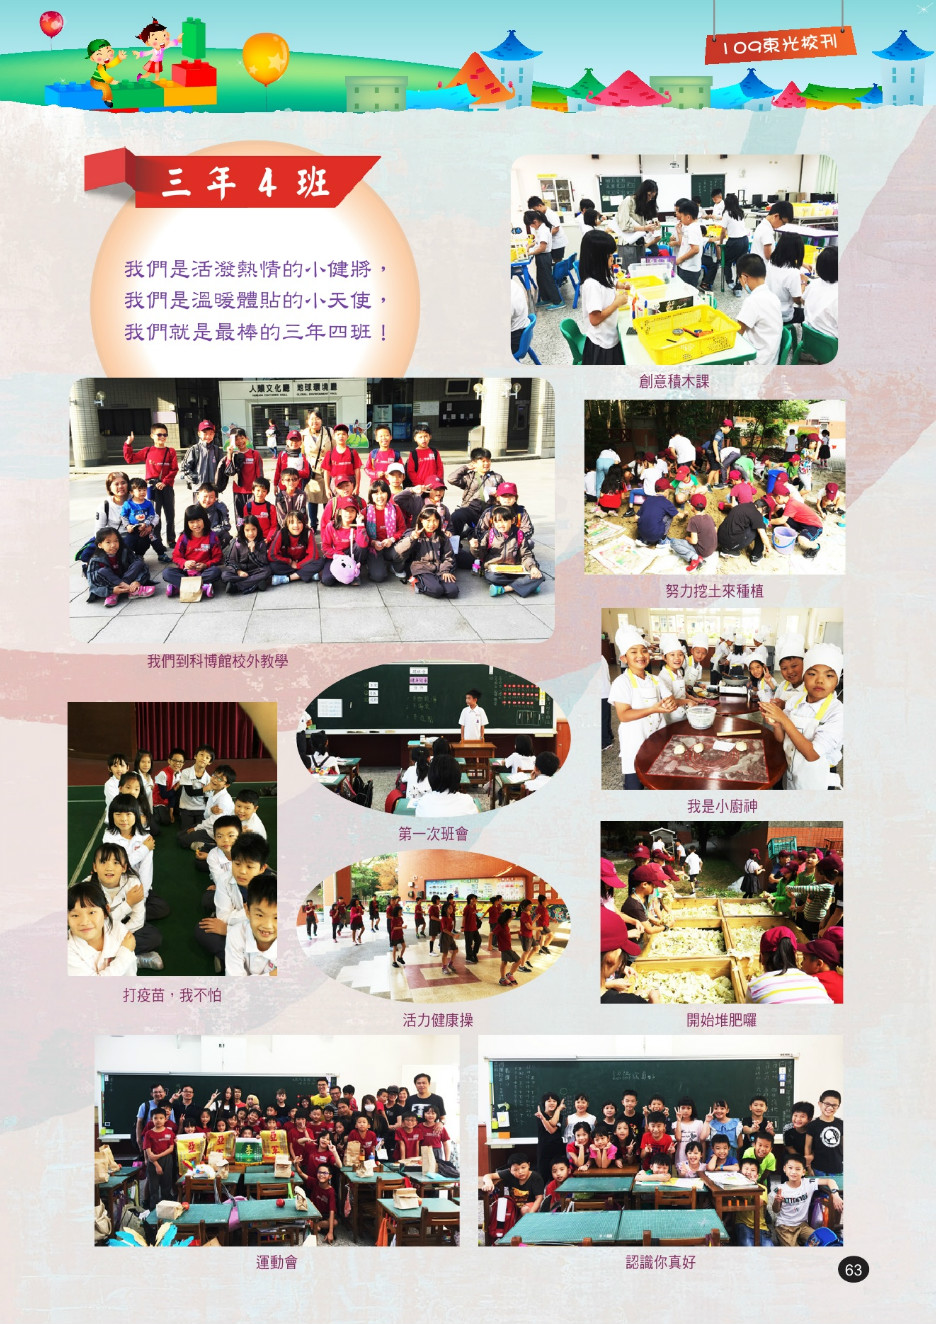 109東光校刊
三年4班
我們是活潑熱情的小健將，
我們是溫暖體貼的小天使，
我們就是最棒的三年四班！
創意積木課
人類文化廳 地球環境廳
努力挖土來種植
我們到科博館校外教學
我是小廚神
第一次班會
打疫苗，我不怕
活力健康操
開始堆肥囉
運動會
認識你真好
63